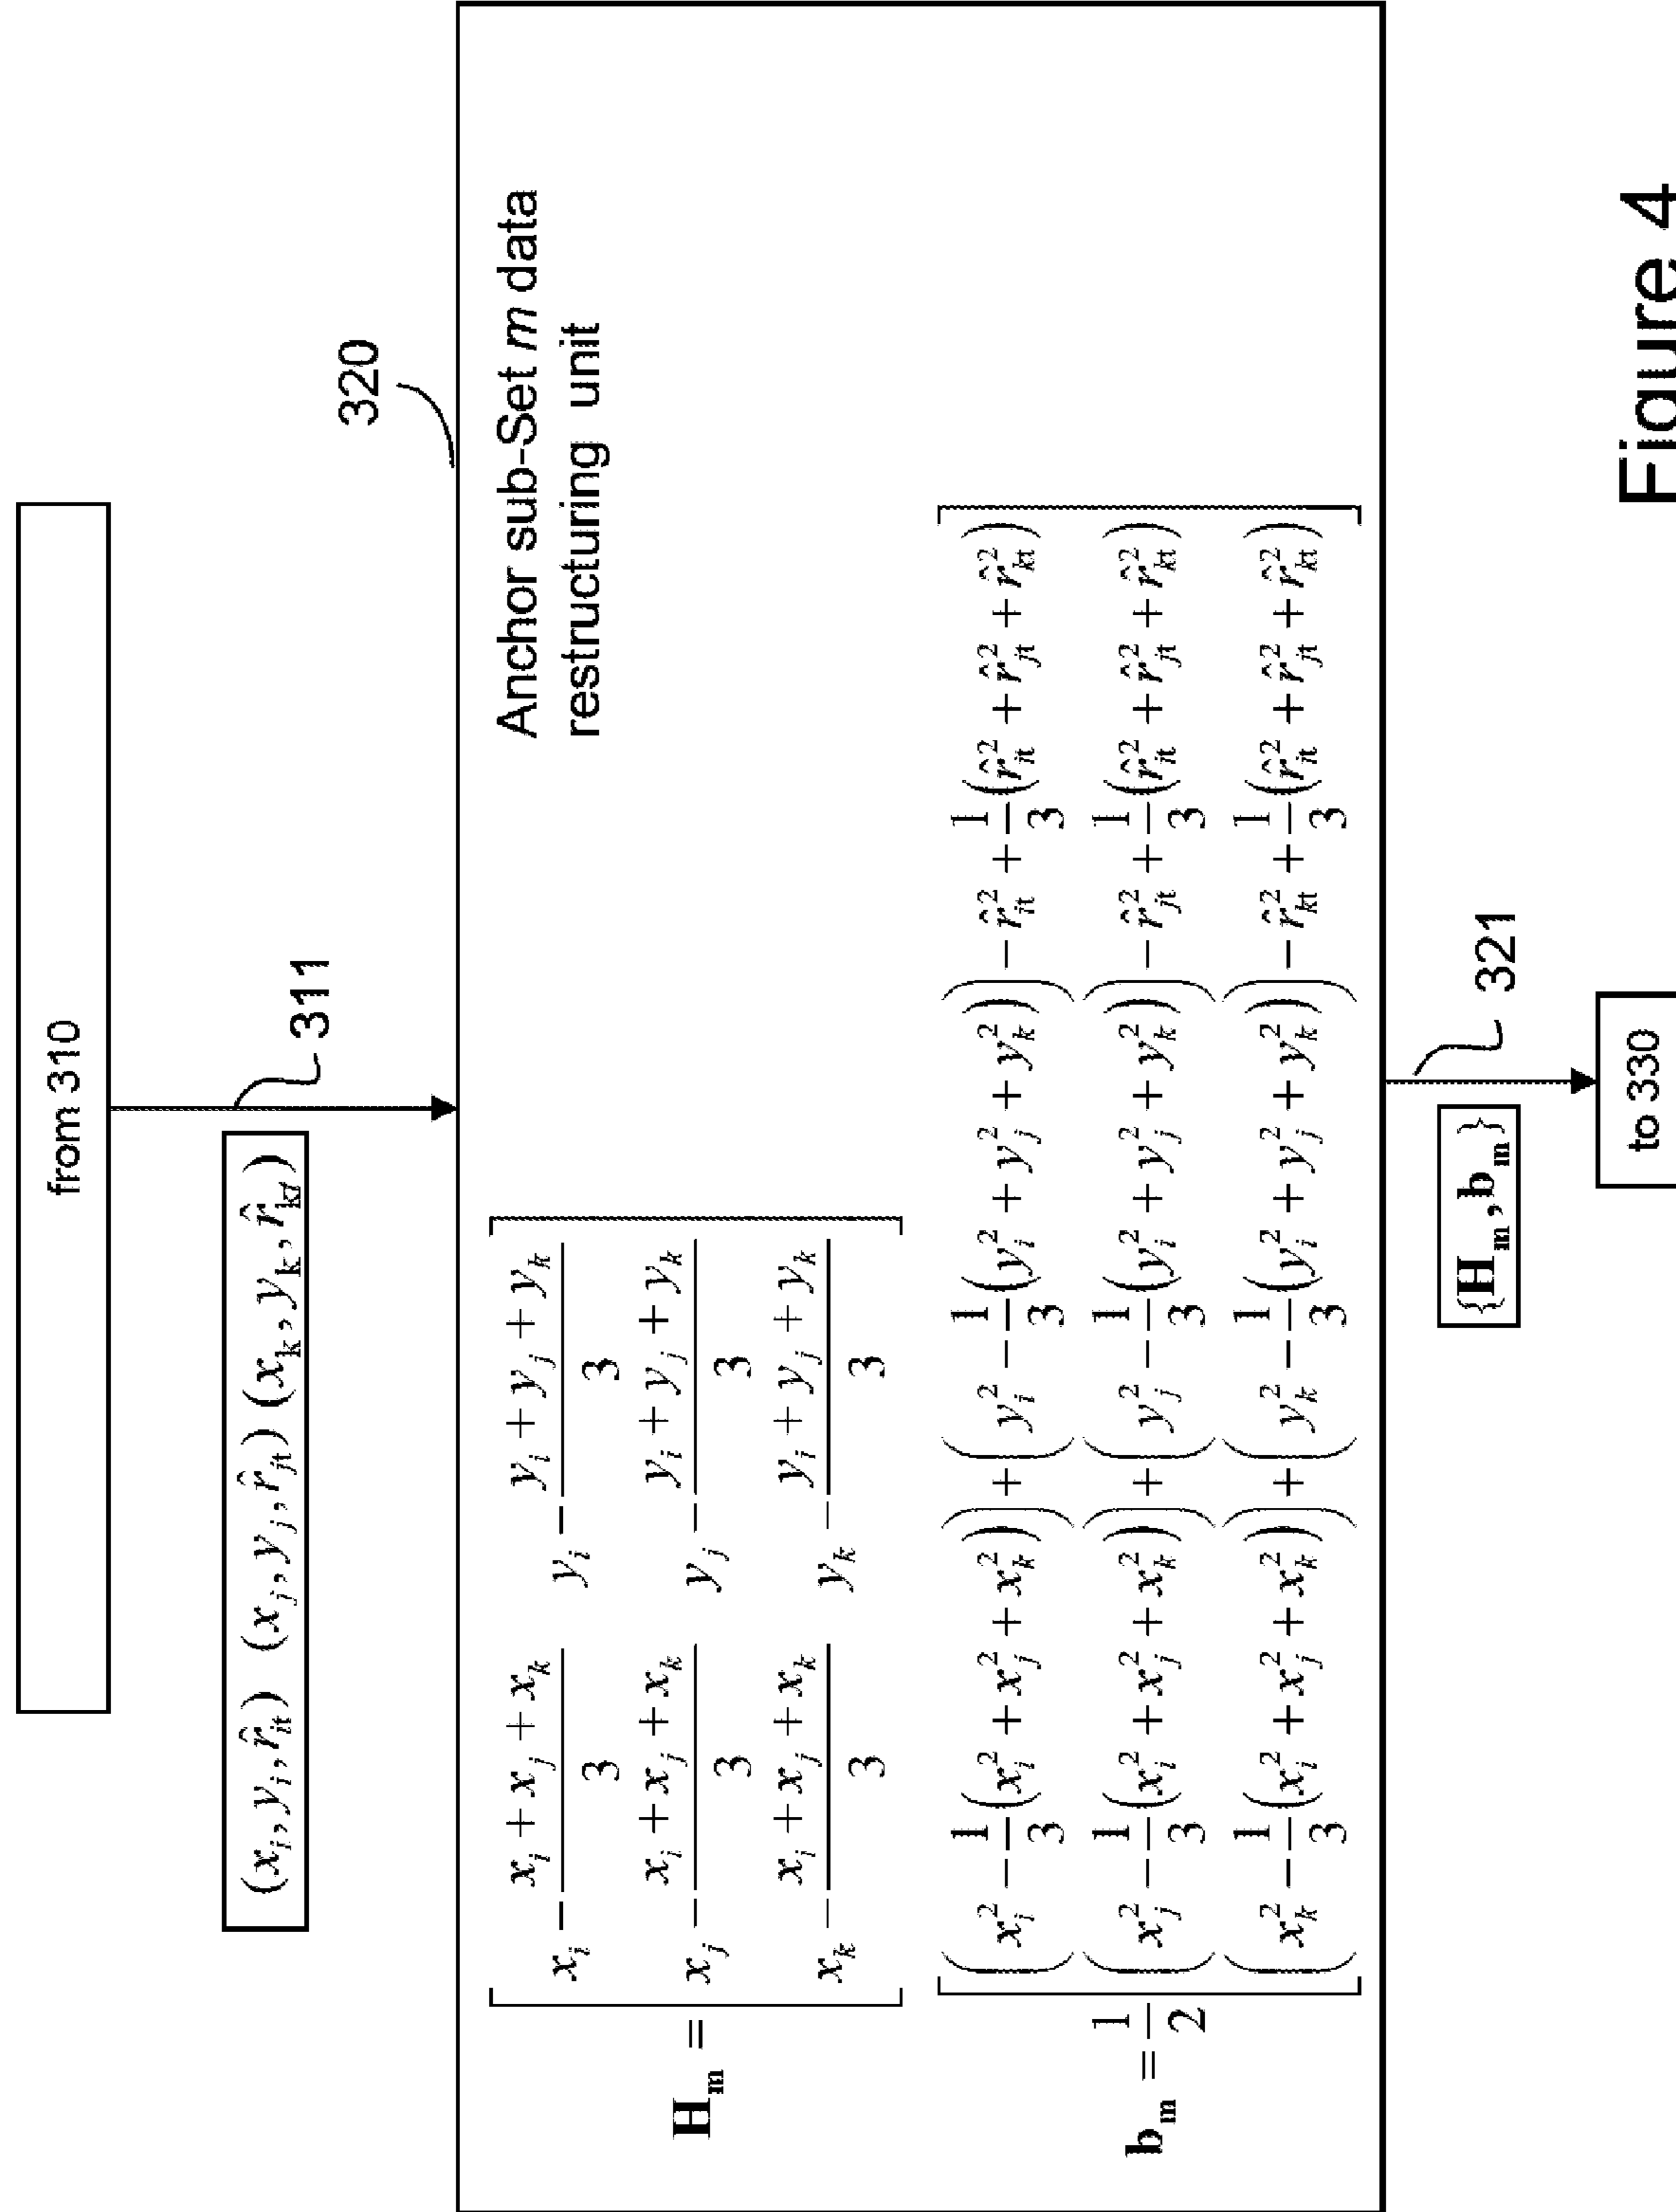 from 310
311
(x_i, y_i, r̂_it) (x_j, y_j, r̂_jt) (x_k, y_k, r̂_kt)
320
Anchor sub-Set m data
restructuring unit
H_m = [ x_i − (x_i + x_j + x_k)/3   y_i − (y_i + y_j + y_k)/3
x_j − (x_i + x_j + x_k)/3   y_j − (y_i + y_j + y_k)/3
x_k − (x_i + x_j + x_k)/3   y_k − (y_i + y_j + y_k)/3 ]
b_m = 1/2 [ (x_i² − 1/3(x_i² + x_j² + x_k²)) + (y_i² − 1/3(y_i² + y_j² + y_k²)) − r̂_it² + 1/3(r̂_it² + r̂_jt² + r̂_kt²)
(x_j² − 1/3(x_i² + x_j² + x_k²)) + (y_j² − 1/3(y_i² + y_j² + y_k²)) − r̂_jt² + 1/3(r̂_it² + r̂_jt² + r̂_kt²)
(x_k² − 1/3(x_i² + x_j² + x_k²)) + (y_k² − 1/3(y_i² + y_j² + y_k²)) − r̂_kt² + 1/3(r̂_it² + r̂_jt² + r̂_kt²) ]
321
{H_m, b_m}
to 330
Figure 4